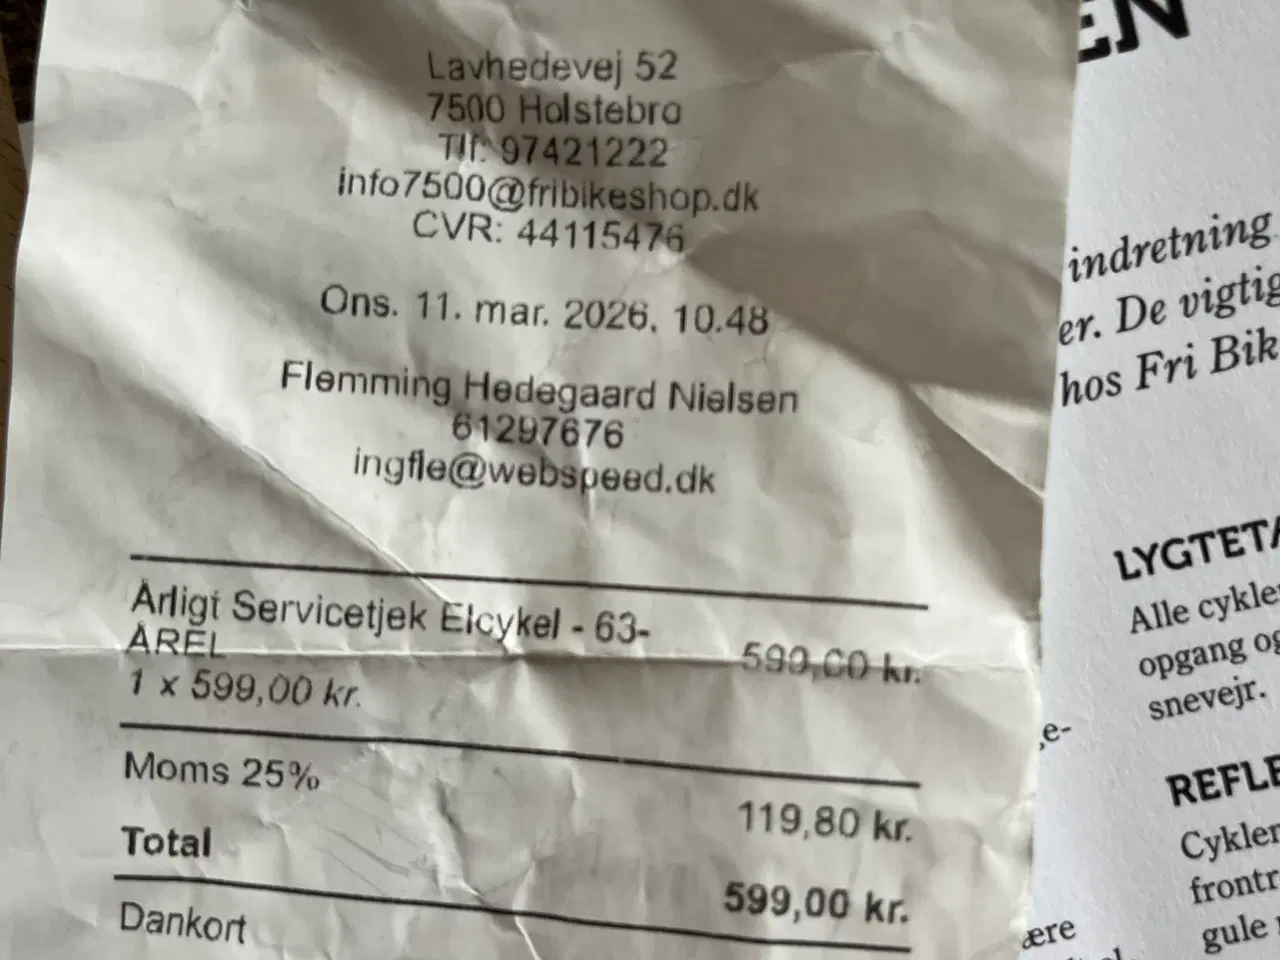 Lavhedevej 52
7500 Holstebro
Tlf: 97421222
info7500@fribikeshop.dk
CVR: 44115476
Ons. 11. mar. 2026, 10.48
Flemming Hedegaard Nielsen
61297676
ingfle@webspeed.dk
Årligt Servicetjek Elcykel - 63-
ÅREL
599,00 kr.
1 x 599,00 kr.
Moms 25%
119,80 kr.
Total
599,00 kr.
Dankort
EN
indretning
er. De vigtig
hos Fri Bik
LYGTETA
Alle cykle
opgang og
snevejr.
e-
REFLE
Cykler
frontr
gule
ære